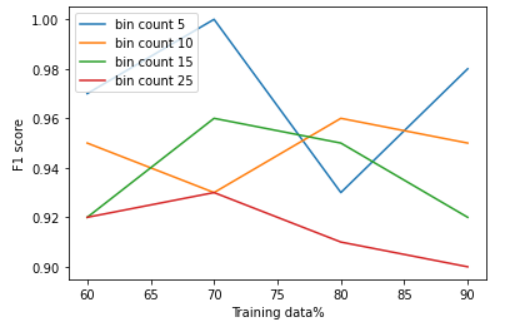 1.00
0.98
0.96
0.94
0.92
0.90
F1 score
bin count 5
bin count 10
bin count 15
bin count 25
60 65 70 75 80 85 90
Training data%